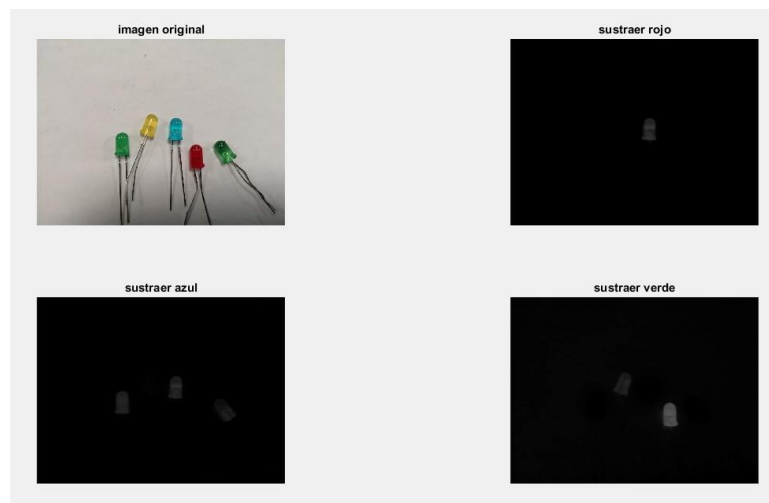 imagen original
sustraer rojo
sustraer azul
sustraer verde